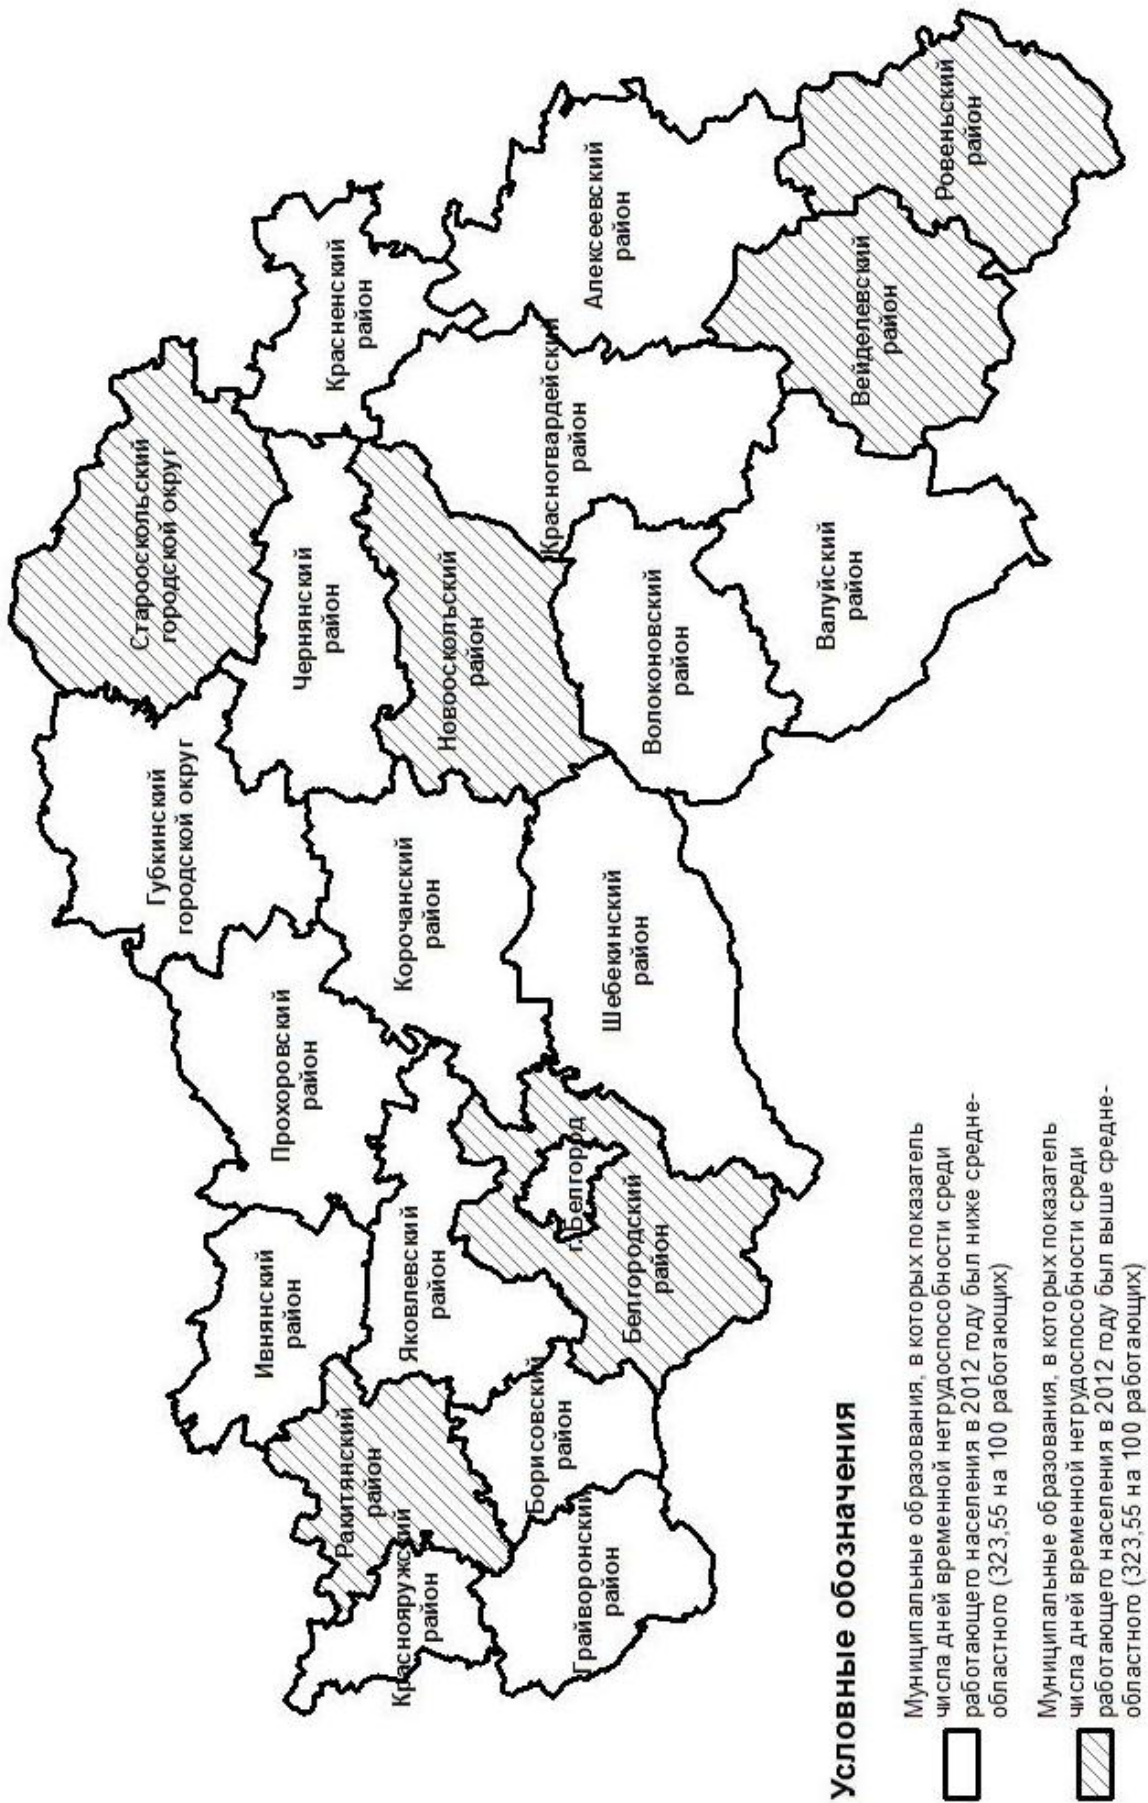 Старооскольский
городской округ
Губкинский
городской округ
Красненский
район
Чернянский
район
Прохоровский
район
Ивнянский
район
Корочанский
район
Новооскольский
район
Алексеевский
район
Красногвардейский
район
Яковлевский
район
Ракитянский
район
Краснояружский
район
г. Белгород
Борисовский
район
Грайворонский
район
Белгородский
район
Шебекинский
район
Волоконовский
район
Валуйский
район
Вейделевский
район
Ровеньский
район
Условные обозначения
Муниципальные образования, в которых показатель
числа дней временной нетрудоспособности среди
работающего населения в 2012 году был ниже средне-
областного (323,55 на 100 работающих)
Муниципальные образования, в которых показатель
числа дней временной нетрудоспособности среди
работающего населения в 2012 году был выше средне-
областного (323,55 на 100 работающих)